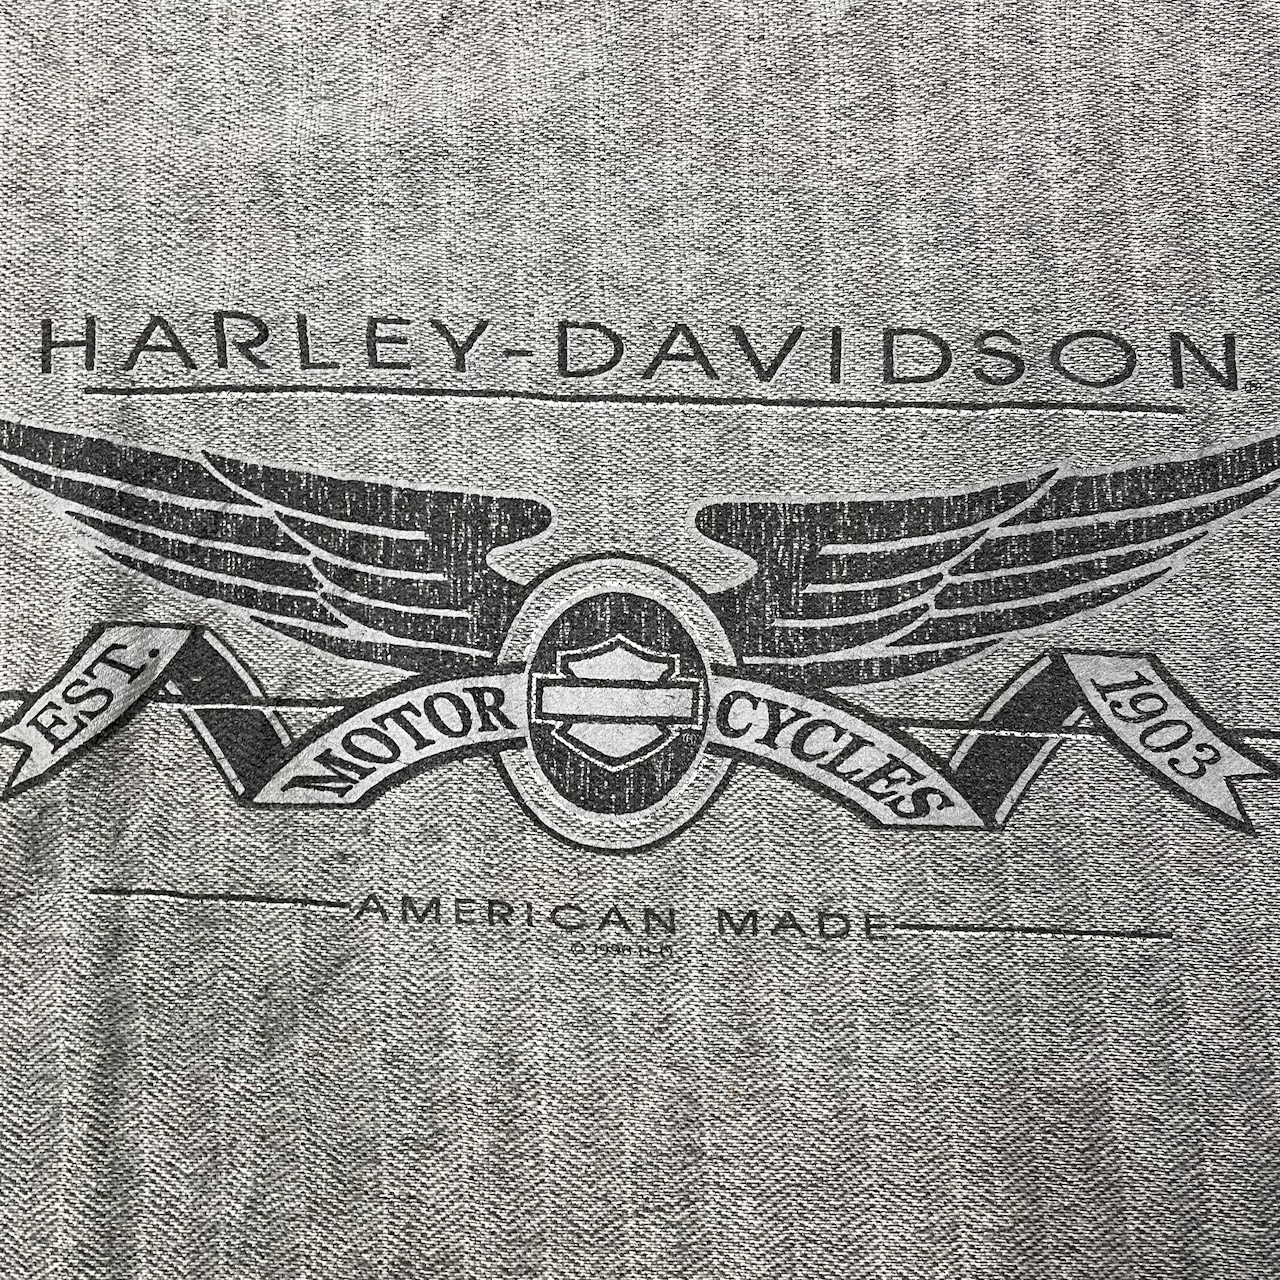 HARLEY-DAVIDSON
EST. MOTOR CYCLES 1903
AMERICAN MADE